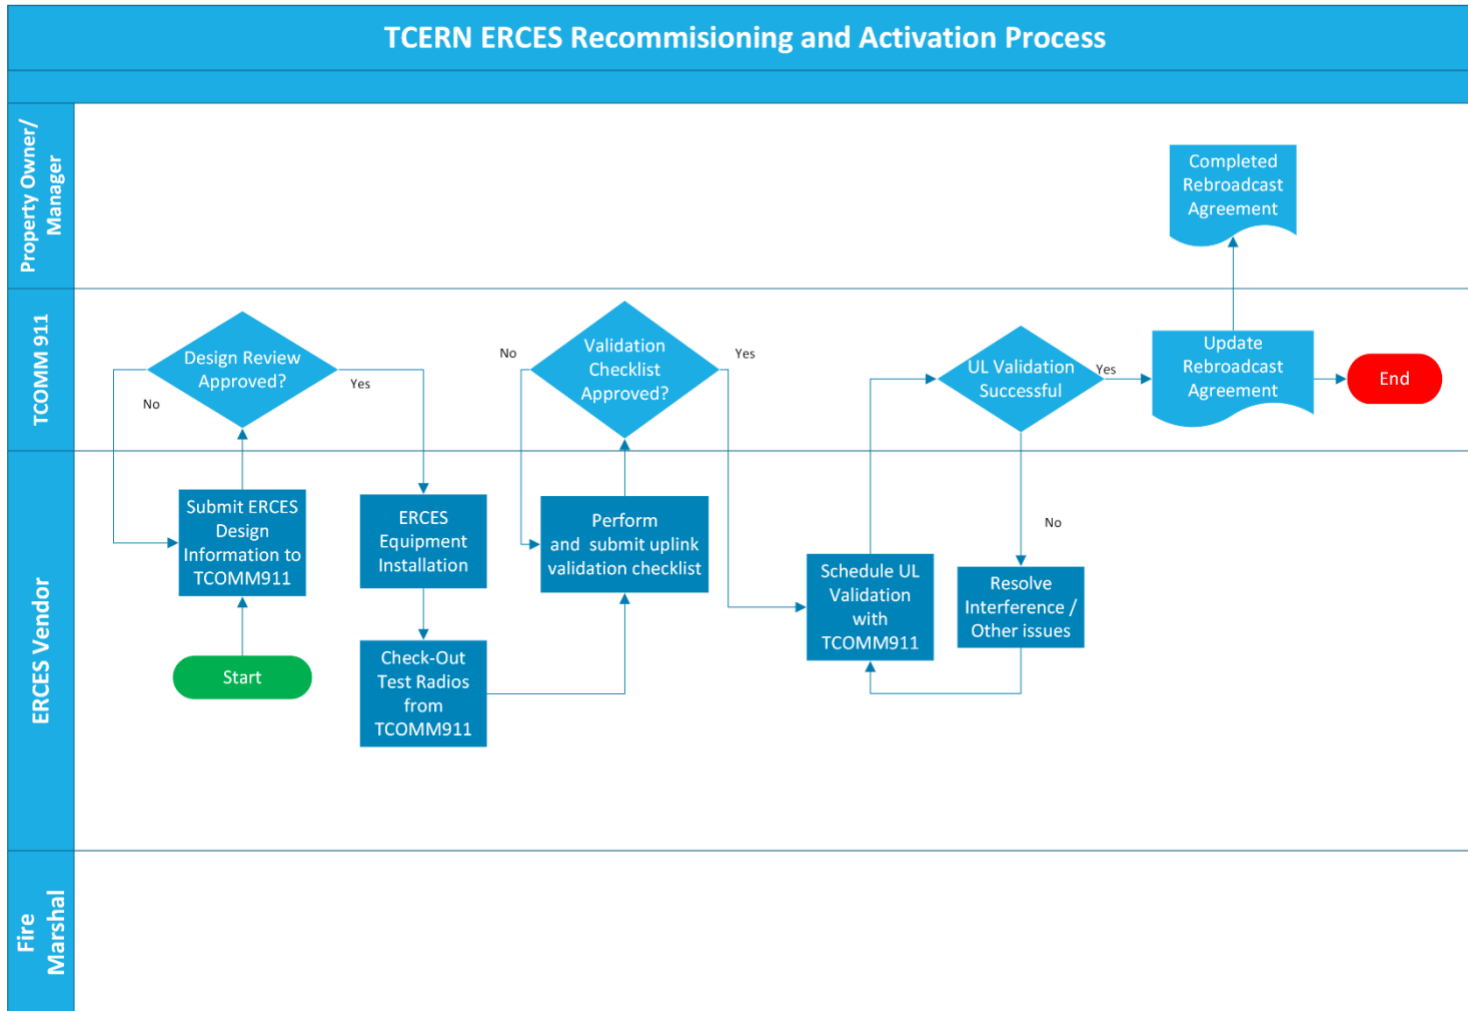 TCERN ERCES Recommisioning and Activation Process
Property Owner/
Manager
Completed
Rebroadcast
Agreement
TCOMM 911
Design Review
Approved?
No
Yes
Validation
Checklist
Approved?
No
Yes
UL Validation
Successful
Yes
No
Update
Rebroadcast
Agreement
End
ERCES Vendor
Submit ERCES
Design
Information to
TCOMM911
Start
ERCES
Equipment
Installation
Check-Out
Test Radios
from
TCOMM911
Perform
and submit uplink
validation checklist
Schedule UL
Validation
with
TCOMM911
Resolve
Interference /
Other issues
Fire
Marshal